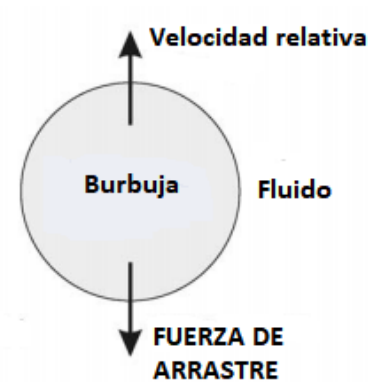 Velocidad relativa
Burbuja
Fluido
FUERZA DE
ARRASTRE